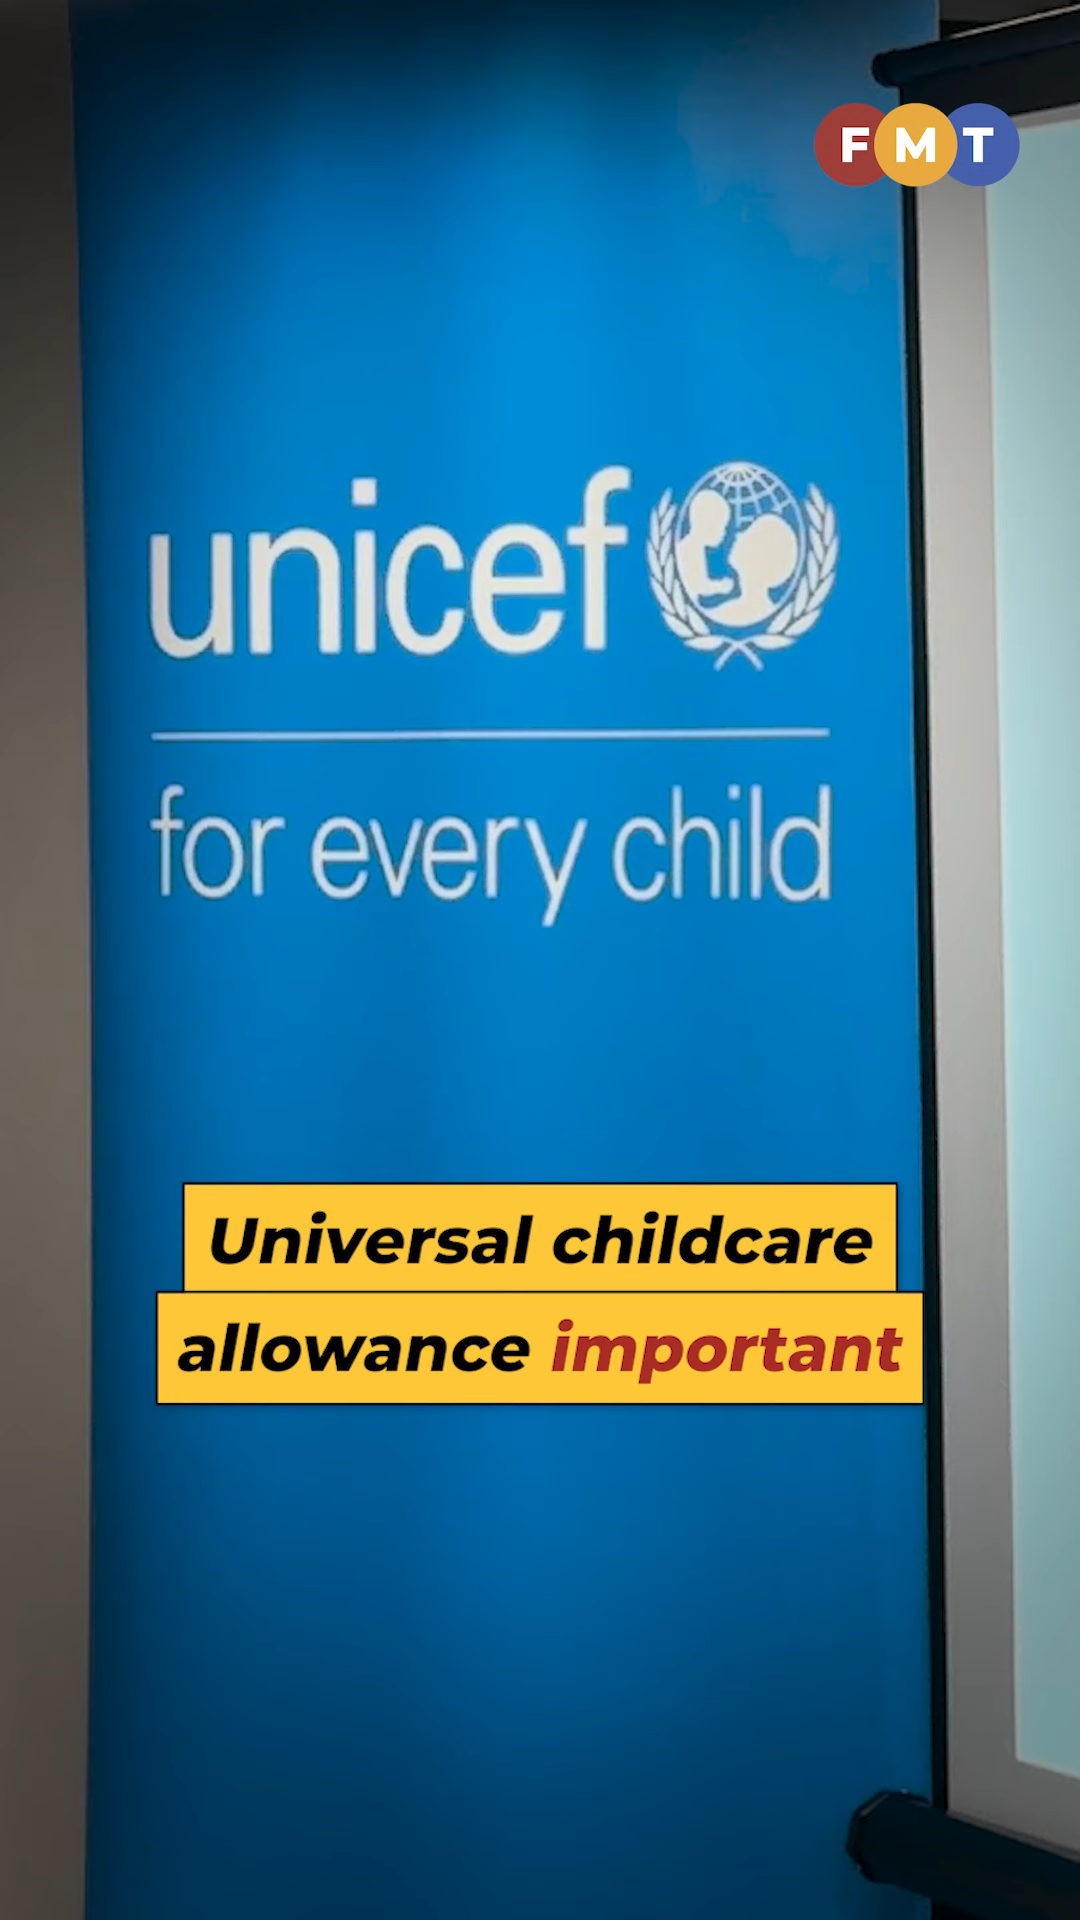 FMT
unicef
for every child
Universal childcare
allowance important